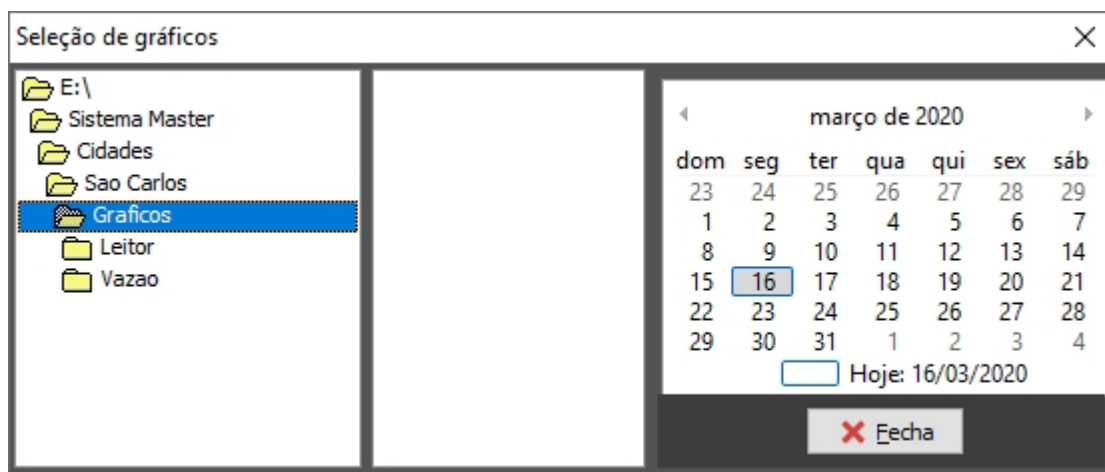 Seleção de gráficos
E:\
Sistema Master
Cidades
Sao Carlos
Graficos
Leitor
Vazao
março de 2020
dom seg ter qua qui sex sáb
23 24 25 26 27 28 29
1 2 3 4 5 6 7
8 9 10 11 12 13 14
15 16 17 18 19 20 21
22 23 24 25 26 27 28
29 30 31 1 2 3 4
Hoje: 16/03/2020
Fecha